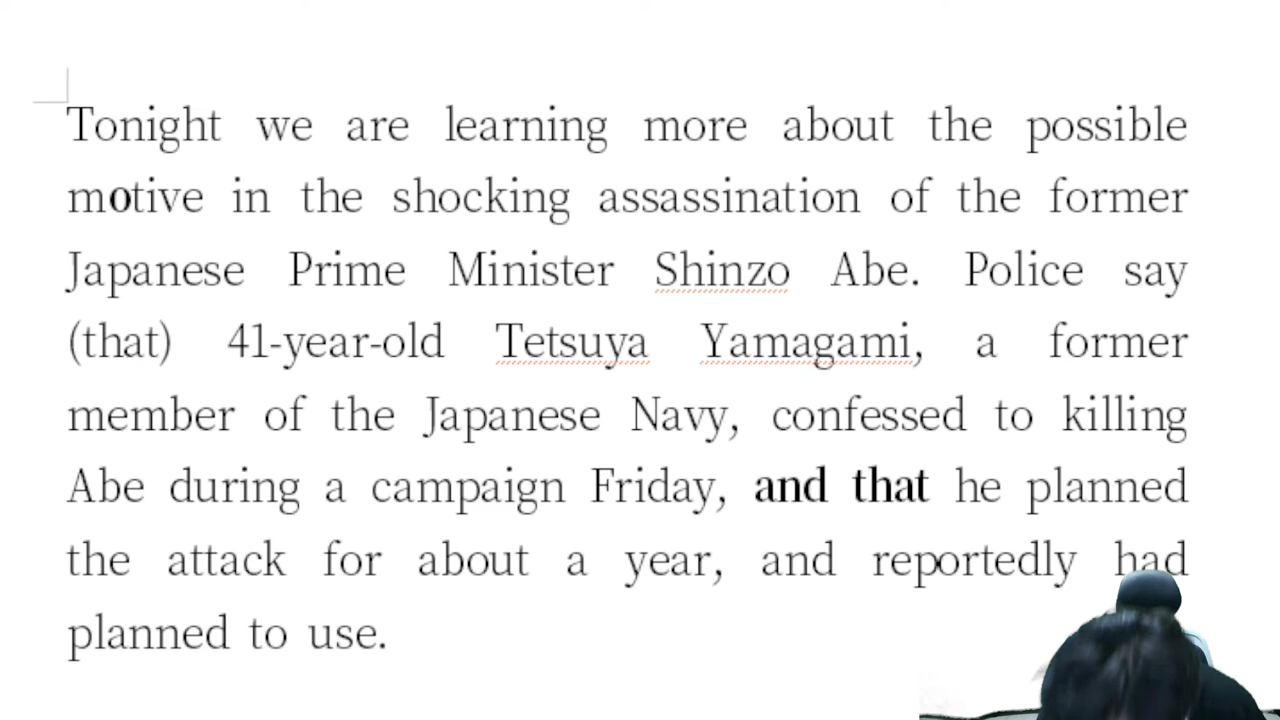 Tonight we are learning more about the possible
motive in the shocking assassination of the former
Japanese Prime Minister Shinzo Abe. Police say
(that) 41-year-old Tetsuya Yamagami, a former
member of the Japanese Navy, confessed to killing
Abe during a campaign Friday, and that he planned
the attack for about a year, and reportedly had
planned to use.